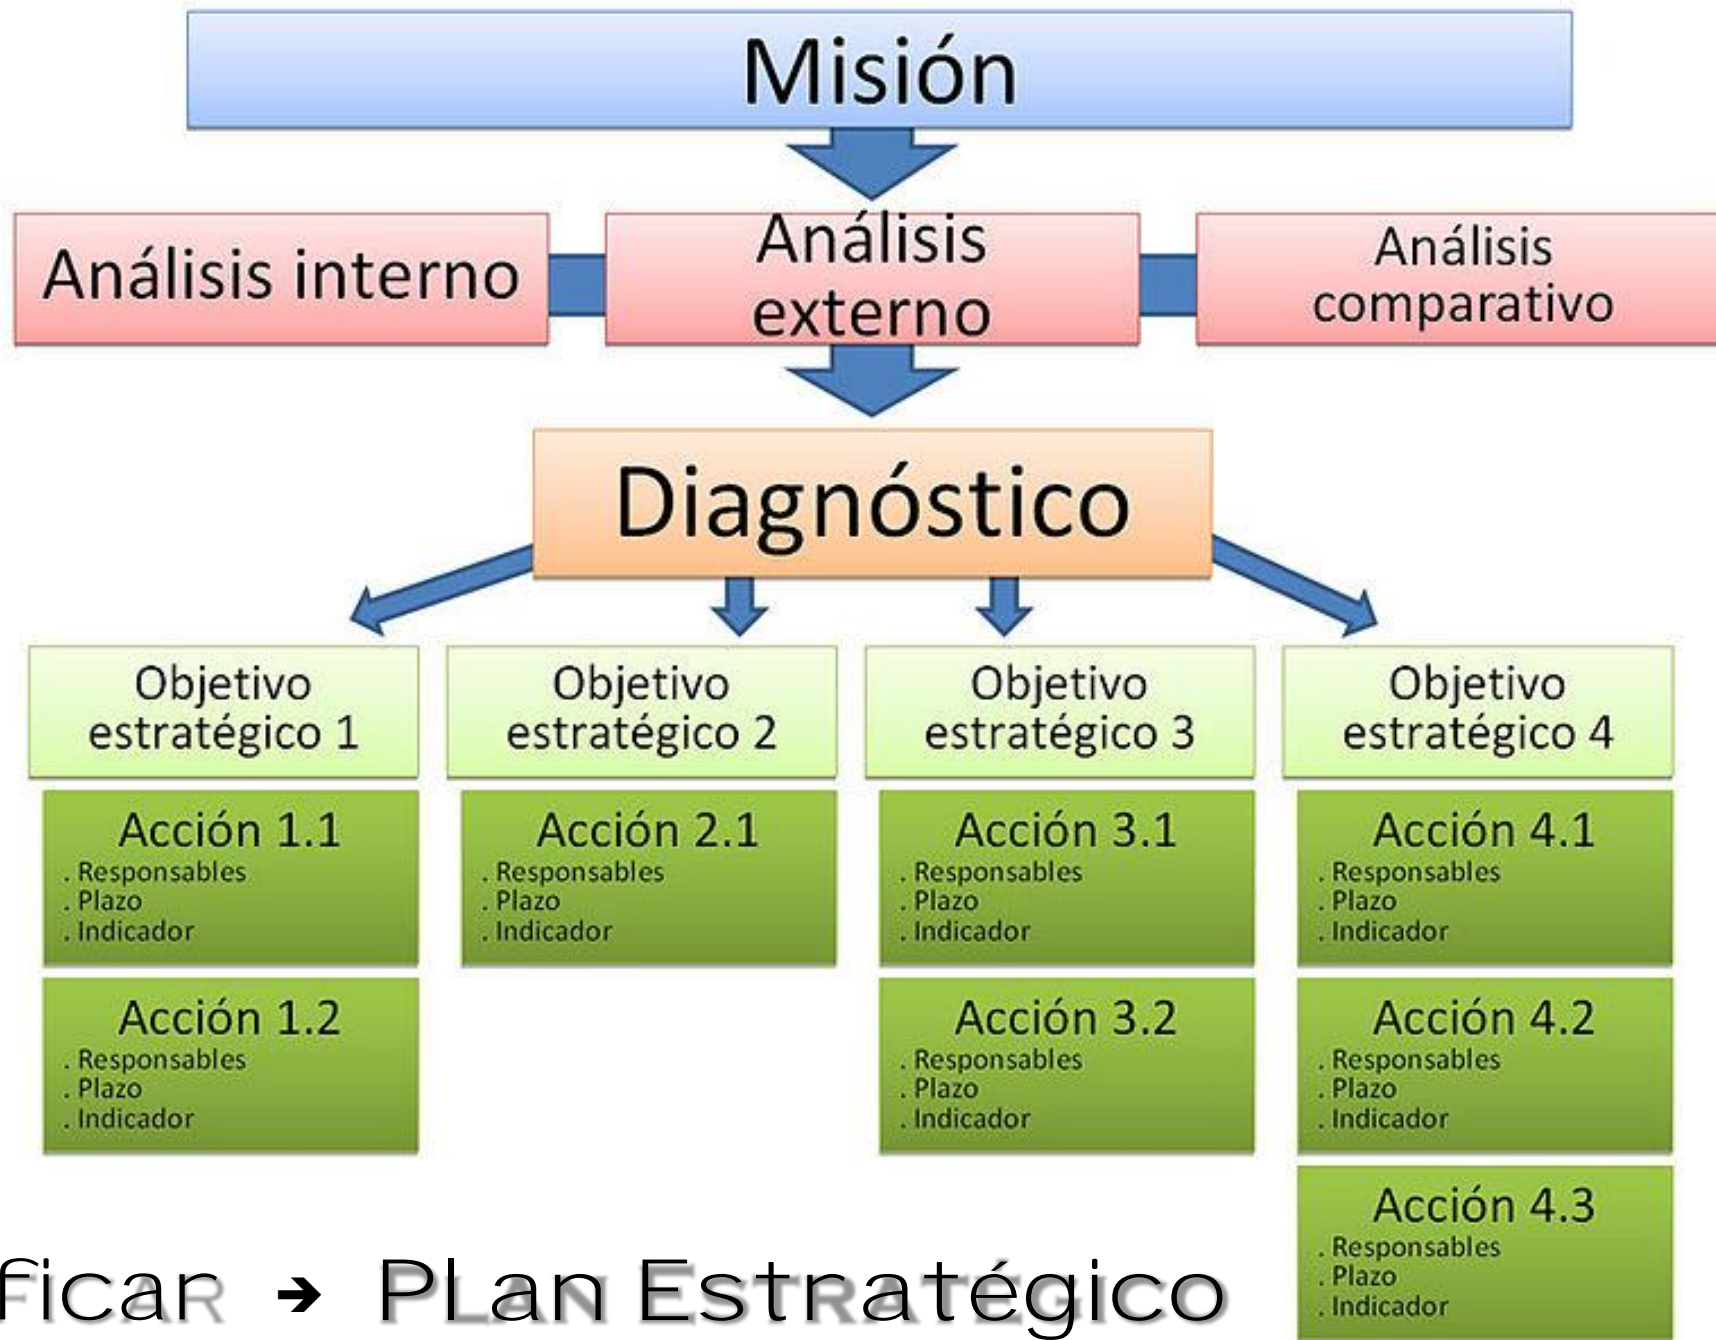 Misión
Análisis interno
Análisis
externo
Análisis
comparativo
Diagnóstico
Objetivo
estratégico 1
Objetivo
estratégico 2
Objetivo
estratégico 3
Objetivo
estratégico 4
Acción 1.1
. Responsables
. Plazo
. Indicador
Acción 2.1
. Responsables
. Plazo
. Indicador
Acción 3.1
. Responsables
. Plazo
. Indicador
Acción 4.1
. Responsables
. Plazo
. Indicador
Acción 1.2
. Responsables
. Plazo
. Indicador
Acción 3.2
. Responsables
. Plazo
. Indicador
Acción 4.2
. Responsables
. Plazo
. Indicador
Acción 4.3
. Responsables
. Plazo
. Indicador
ficar → Plan Estratégico